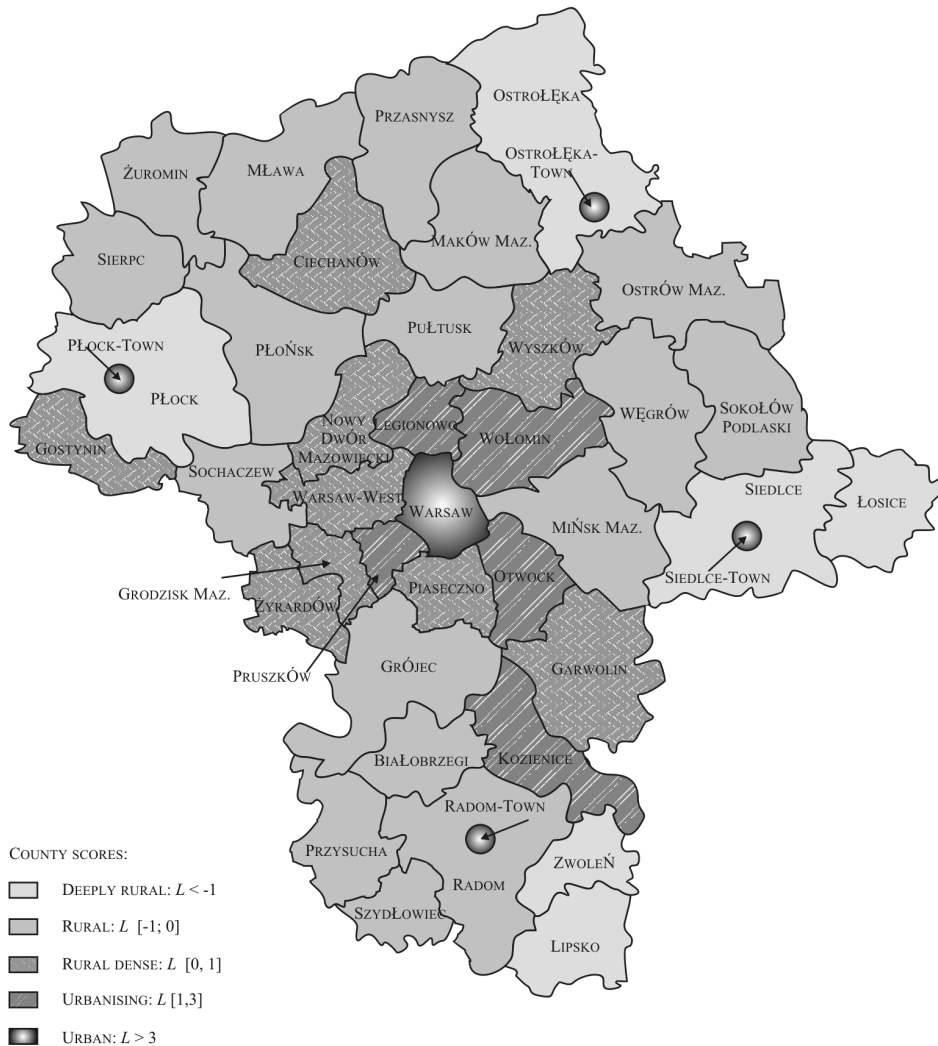 OSTROŁĘKA
PRZASNYSZ
OSTROŁĘKA-
TOWN
ŻUROMIN
MŁAWA
MAKÓW MAZ.
SIERPC
CIECHANÓW
OSTRÓW MAZ.
PUŁTUSK
PŁOCK-TOWN
PŁOŃSK
WYSZKÓW
PŁOCK
WĘGRÓW
SOKOŁÓW
PODLASKI
NOWY
DWÓR
MAZOWIECKI
LEGIONOWO
WOŁOMIN
GOSTYNIN
SOCHACZEW
WARSAW-WEST
WARSAW
SIEDLCE
ŁOSICE
MIŃSK MAZ.
SIEDLCE-TOWN
GRODZISK MAZ.
PIASECZNO
OTWOCK
ŻYRARDÓW
GRÓJEC
GARWOLIN
PRUSZKÓW
BIAŁOBRZEGI
KOZIENICE
RADOM-TOWN
PRZYSUCHA
ZWOLEŃ
RADOM
SZYDŁOWIEC
LIPSKO
COUNTY SCORES:
DEEPLY RURAL: L < -1
RURAL: L [-1; 0]
RURAL DENSE: L [0, 1]
URBANISING: L [1,3]
URBAN: L > 3